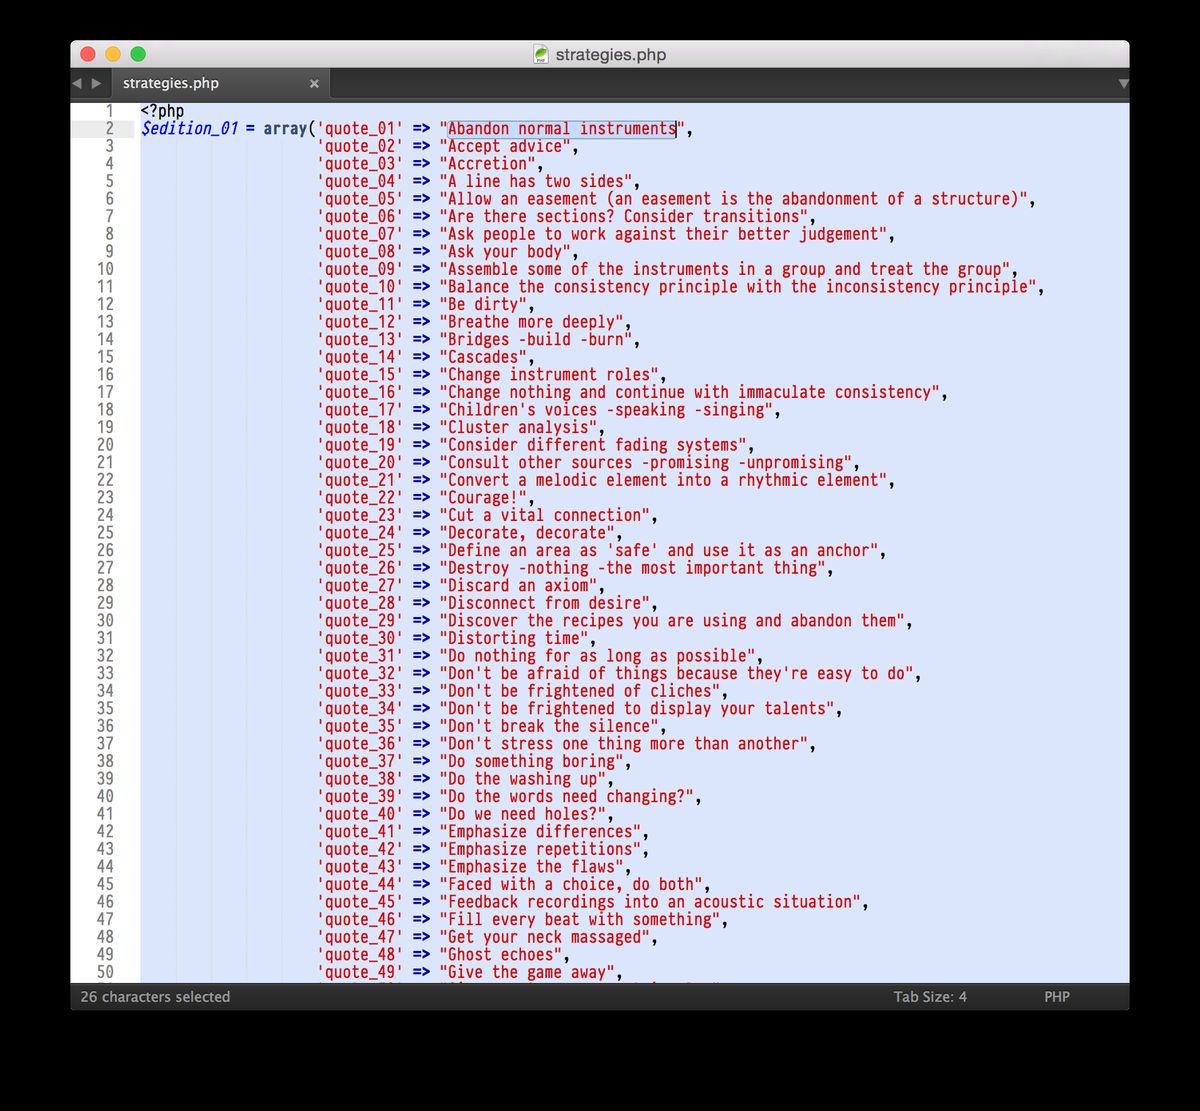 strategies.php
strategies.php
1 <?php
2 $edition_01 = array('quote_01' => "Abandon normal instruments",
3 'quote_02' => "Accept advice",
4 'quote_03' => "Accretion",
5 'quote_04' => "A line has two sides",
6 'quote_05' => "Allow an easement (an easement is the abandonment of a structure)",
7 'quote_06' => "Are there sections? Consider transitions",
8 'quote_07' => "Ask people to work against their better judgement",
9 'quote_08' => "Ask your body",
10 'quote_09' => "Assemble some of the instruments in a group and treat the group",
11 'quote_10' => "Balance the consistency principle with the inconsistency principle",
12 'quote_11' => "Be dirty",
13 'quote_12' => "Breathe more deeply",
14 'quote_13' => "Bridges -build -burn",
15 'quote_14' => "Cascades",
16 'quote_15' => "Change instrument roles",
17 'quote_16' => "Change nothing and continue with immaculate consistency",
18 'quote_17' => "Children's voices -speaking -singing",
19 'quote_18' => "Cluster analysis",
20 'quote_19' => "Consider different fading systems",
21 'quote_20' => "Consult other sources -promising -unpromising",
22 'quote_21' => "Convert a melodic element into a rhythmic element",
23 'quote_22' => "Courage!",
24 'quote_23' => "Cut a vital connection",
25 'quote_24' => "Decorate, decorate",
26 'quote_25' => "Define an area as 'safe' and use it as an anchor",
27 'quote_26' => "Destroy -nothing -the most important thing",
28 'quote_27' => "Discard an axiom",
29 'quote_28' => "Disconnect from desire",
30 'quote_29' => "Discover the recipes you are using and abandon them",
31 'quote_30' => "Distorting time",
32 'quote_31' => "Do nothing for as long as possible",
33 'quote_32' => "Don't be afraid of things because they're easy to do",
34 'quote_33' => "Don't be frightened of cliches",
35 'quote_34' => "Don't be frightened to display your talents",
36 'quote_35' => "Don't break the silence",
37 'quote_36' => "Don't stress one thing more than another",
38 'quote_37' => "Do something boring",
39 'quote_38' => "Do the washing up",
40 'quote_39' => "Do the words need changing?",
41 'quote_40' => "Do we need holes?",
42 'quote_41' => "Emphasize differences",
43 'quote_42' => "Emphasize repetitions",
44 'quote_43' => "Emphasize the flaws",
45 'quote_44' => "Faced with a choice, do both",
46 'quote_45' => "Feedback recordings into an acoustic situation",
47 'quote_46' => "Fill every beat with something",
48 'quote_47' => "Get your neck massaged",
49 'quote_48' => "Ghost echoes",
50 'quote_49' => "Give the game away",
26 characters selected
Tab Size: 4
PHP